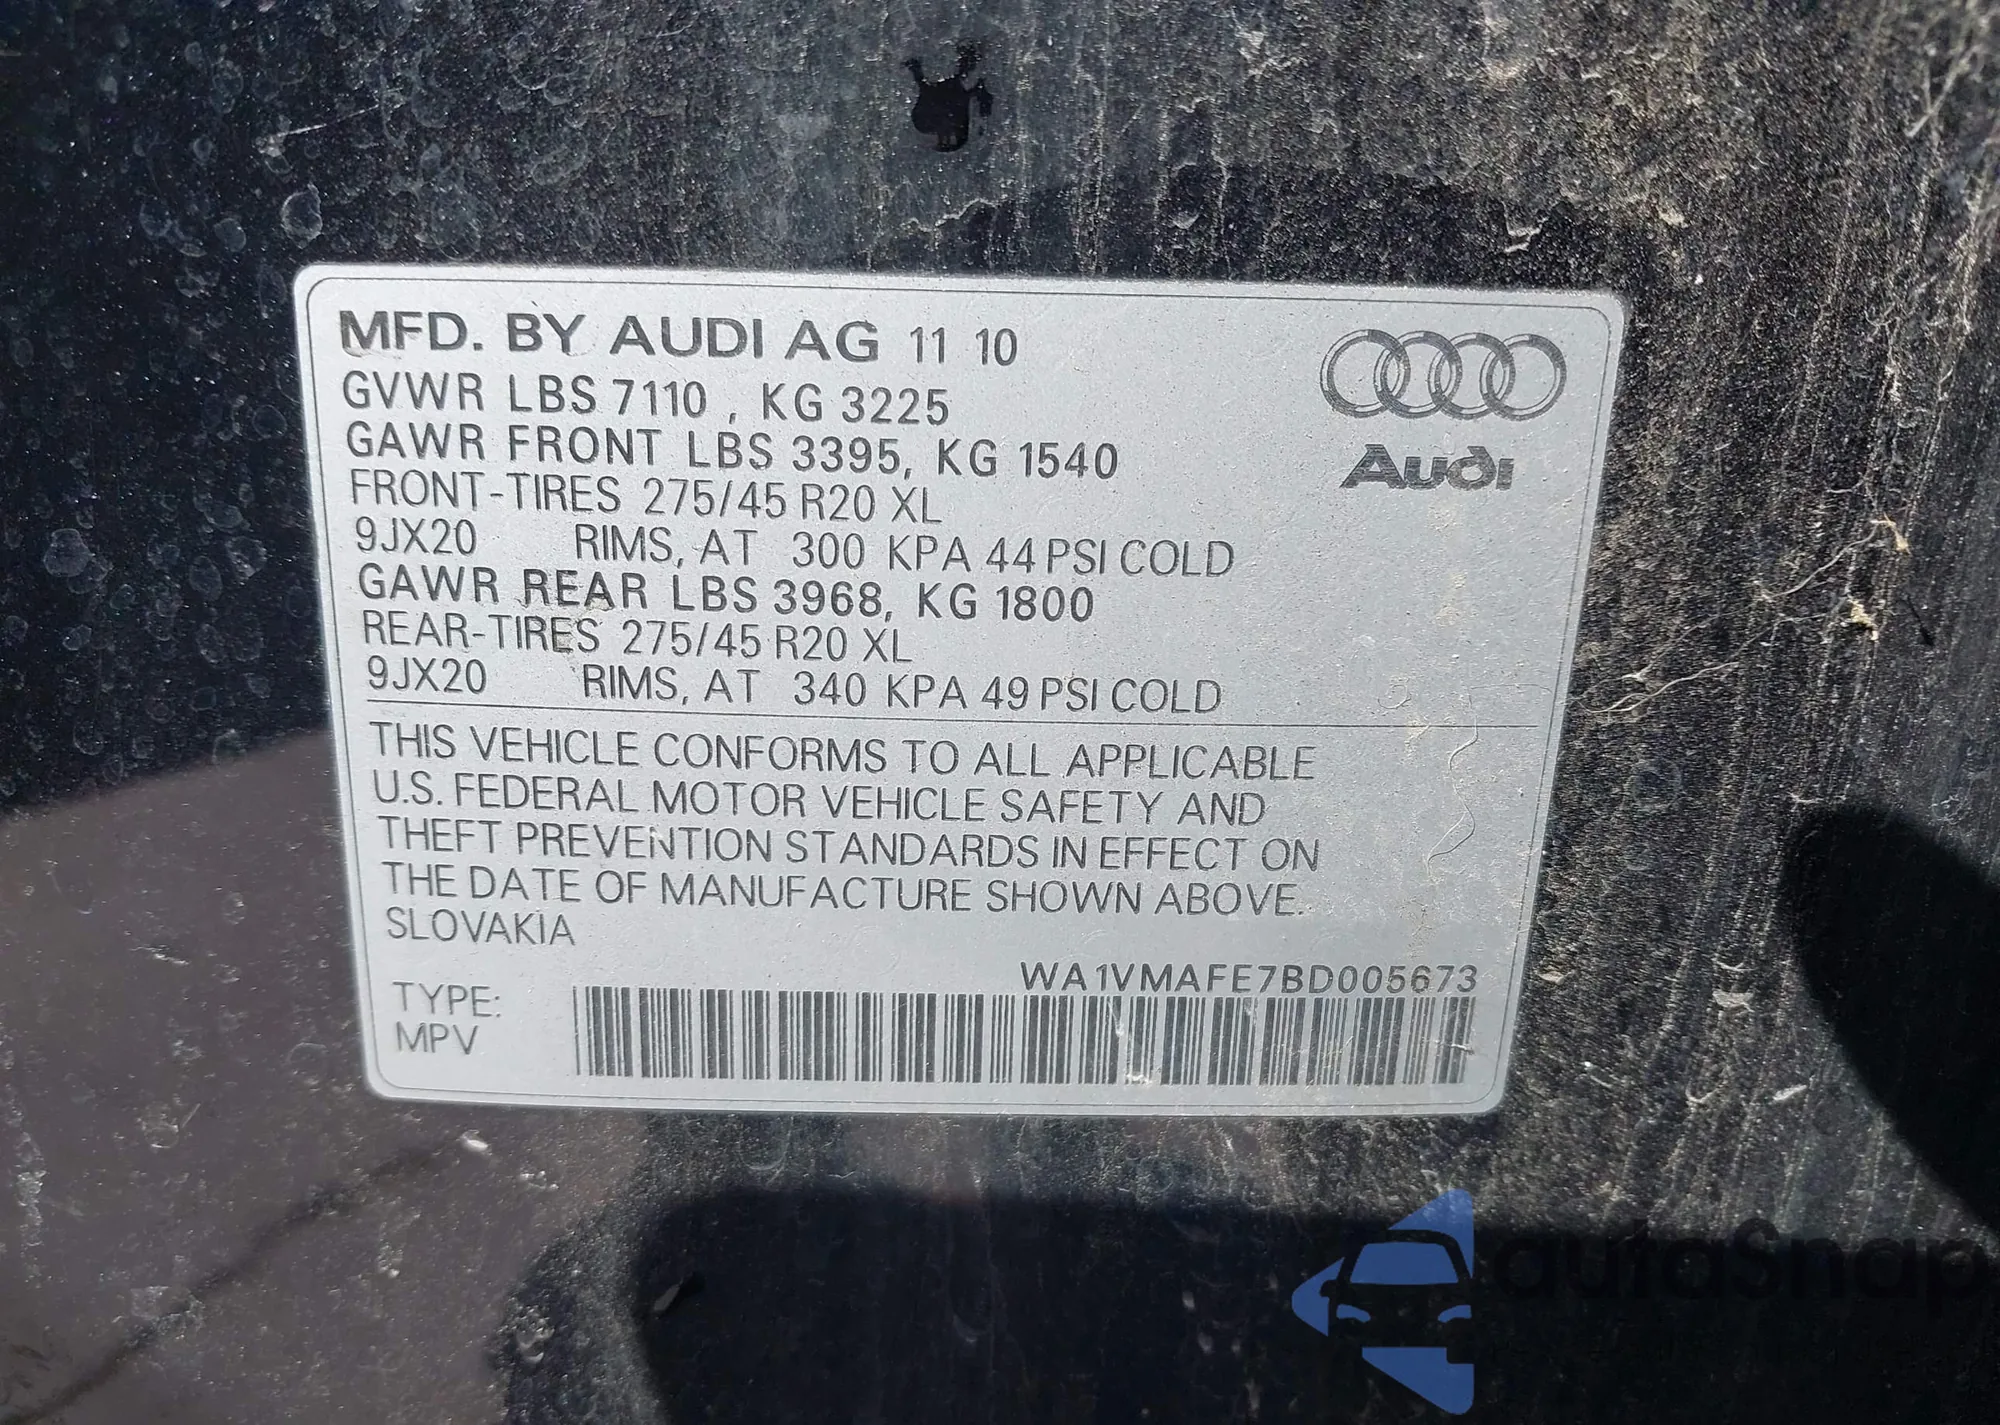 MFD. BY AUDI AG 11 10
GVWR LBS 7110 , KG 3225
GAWR FRONT LBS 3395, KG 1540
FRONT-TIRES 275/45 R20 XL
9JX20 RIMS, AT 300 KPA 44 PSI COLD
GAWR REAR LBS 3968, KG 1800
REAR-TIRES 275/45 R20 XL
9JX20 RIMS, AT 340 KPA 49 PSI COLD
Audi
THIS VEHICLE CONFORMS TO ALL APPLICABLE
U.S. FEDERAL MOTOR VEHICLE SAFETY AND
THEFT PREVENTION STANDARDS IN EFFECT ON
THE DATE OF MANUFACTURE SHOWN ABOVE.
SLOVAKIA
WA1VMAFE7BD005673
TYPE:
MPV
autoSnap